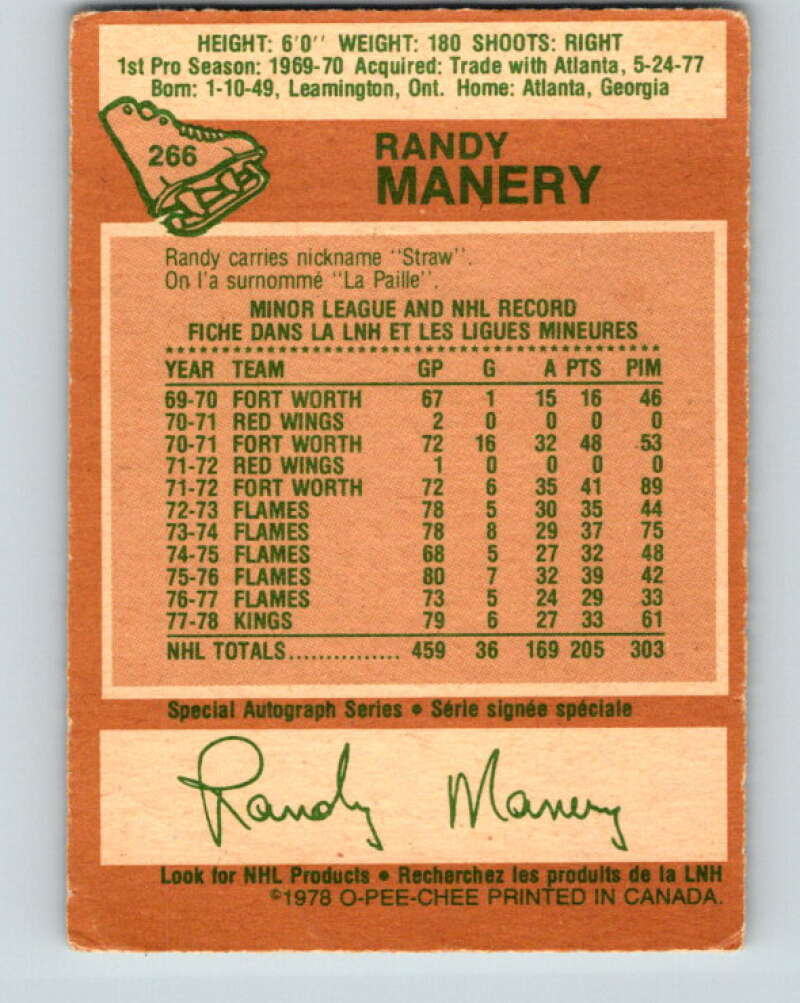 HEIGHT: 6'0'' WEIGHT: 180 SHOOTS: RIGHT
1st Pro Season: 1969-70 Acquired: Trade with Atlanta, 5-24-77
Born: 1-10-49, Leamington, Ont. Home: Atlanta, Georgia
266
RANDY
MANERY
Randy carries nickname "Straw".
On l'a surnommé "La Paille".
MINOR LEAGUE AND NHL RECORD
FICHE DANS LA LNH ET LES LIGUES MINEURES
YEAR TEAM GP G A PTS PIM
69-70 FORT WORTH 67 1 15 16 46
70-71 RED WINGS 2 0 0 0 0
70-71 FORT WORTH 72 16 32 48 53
71-72 RED WINGS 1 0 0 0 0
71-72 FORT WORTH 72 6 35 41 89
72-73 FLAMES 78 5 30 35 44
73-74 FLAMES 78 8 29 37 75
74-75 FLAMES 68 5 27 32 48
75-76 FLAMES 80 7 32 39 42
76-77 FLAMES 73 5 24 29 33
77-78 KINGS 79 6 27 33 61
NHL TOTALS............... 459 36 169 205 303
Special Autograph Series • Série signée spéciale
Randy Manery
Look for NHL Products • Recherchez les produits de la LNH
©1978 O-PEE-CHEE PRINTED IN CANADA.